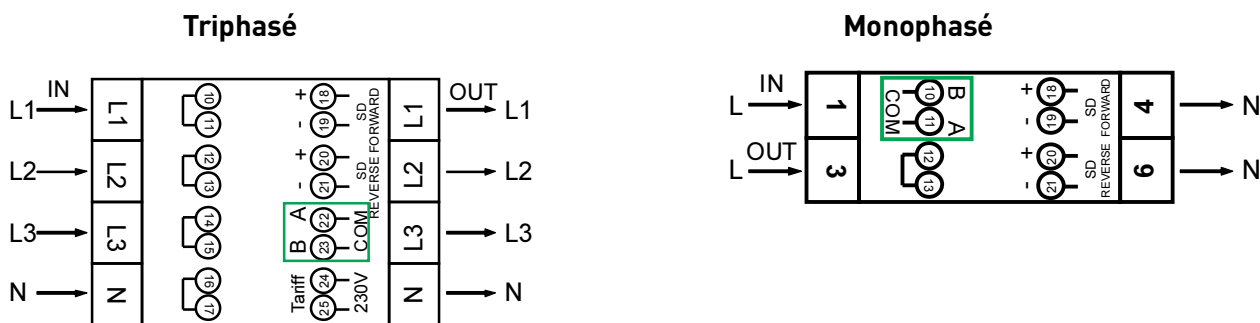 Triphasé
IN
L1
L1
10
11
+ 18
- 19
SD
FORWARD
L1
OUT
L1
L2
L2
12
13
+ 20
- 21
SD
REVERSE
L2
L2
L3
L3
14
15
A 22
B 23
COM
L3
L3
N
N
16
17
Tariff
24
25
230V
N
N
Monophasé
IN
L
1
COM
10 B
11 A
+ 18
- 19
SD
FORWARD
4
N
OUT
L
3
12
13
+ 20
- 21
SD
REVERSE
6
N